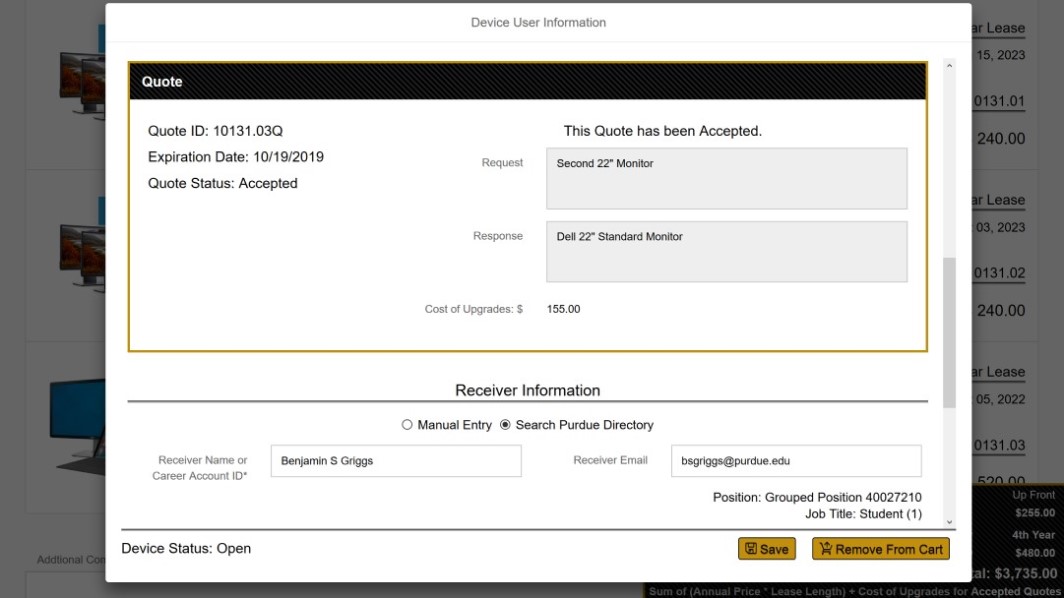 Device User Information
Quote
Quote ID: 10131.03Q
This Quote has been Accepted.
Expiration Date: 10/19/2019
Request
Second 22" Monitor
Quote Status: Accepted
Response
Dell 22" Standard Monitor
Cost of Upgrades: $
155.00
Receiver Information
Manual Entry
Search Purdue Directory
Receiver Name or
Career Account ID*
Benjamin S Griggs
Receiver Email
bsgriggs@purdue.edu
Position: Grouped Position 40027210
Job Title: Student (1)
Device Status: Open
Save
Remove From Cart
ar Lease
15, 2023
0131.01
240.00
ar Lease
03, 2023
0131.02
240.00
ar Lease
05, 2022
0131.03
520.00
Up Front
$255.00
4th Year
$480.00
al: $3,735.00
Sum of (Annual Price * Lease Length) + Cost of Upgrades for Accepted Quotes
Addtional Con